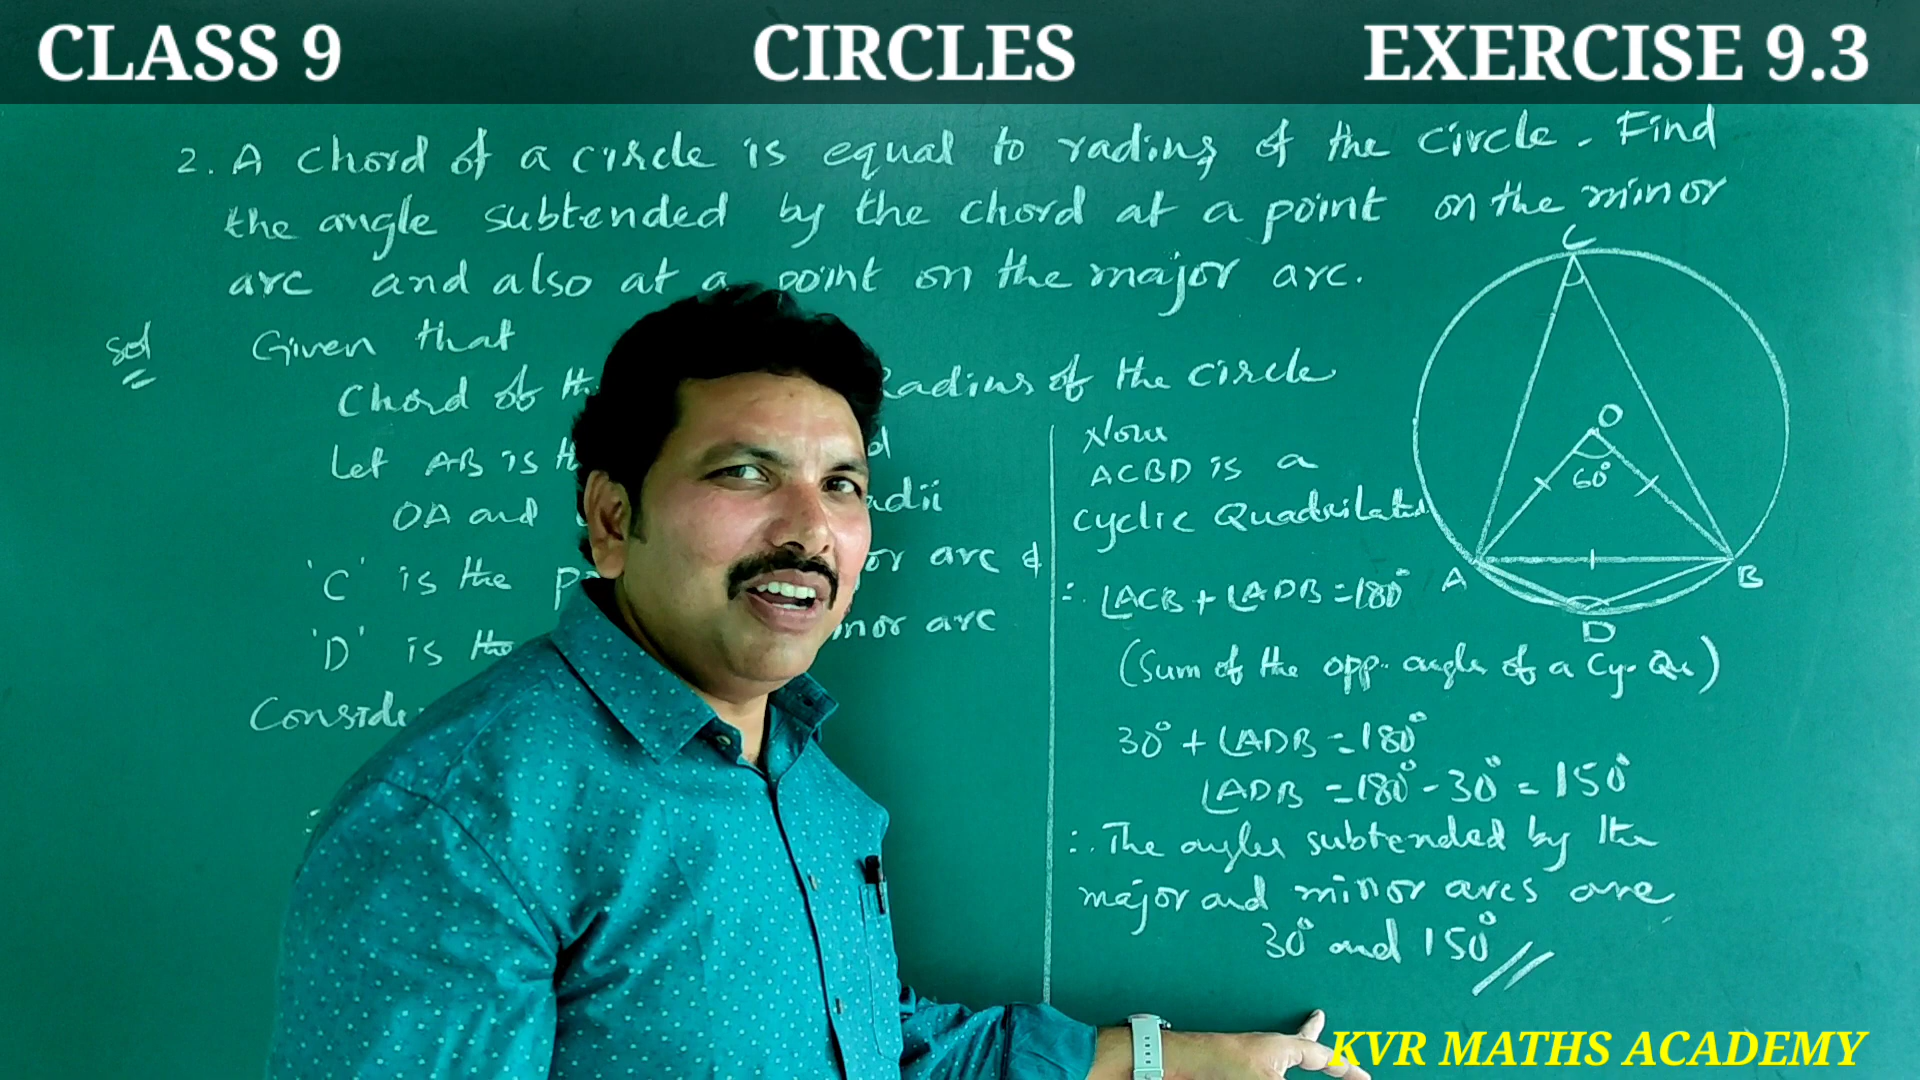 CLASS 9 CIRCLES EXERCISE 9.3
2. A chord of a circle is equal to radius of the circle. Find
the angle subtended by the chord at a point on the minor
arc and also at a point on the major arc.
Sol Given that
Chord of the Radius of the circle
Let AB is
OA and radii
'C' is the or arc &
'D' is the minor arc
Conside
Now
ACBD is a
cyclic Quadrilateral
∴ ∠ACB + ∠ADB = 180°
(Sum of the opp. angle of a Cy. Qu)
30° + ∠ADB = 180°
∠ADB = 180° - 30° = 150°
∴ The angles subtended by the
major and minor arcs are
30° and 150°
C
O
60°
A
B
D
KVR MATHS ACADEMY